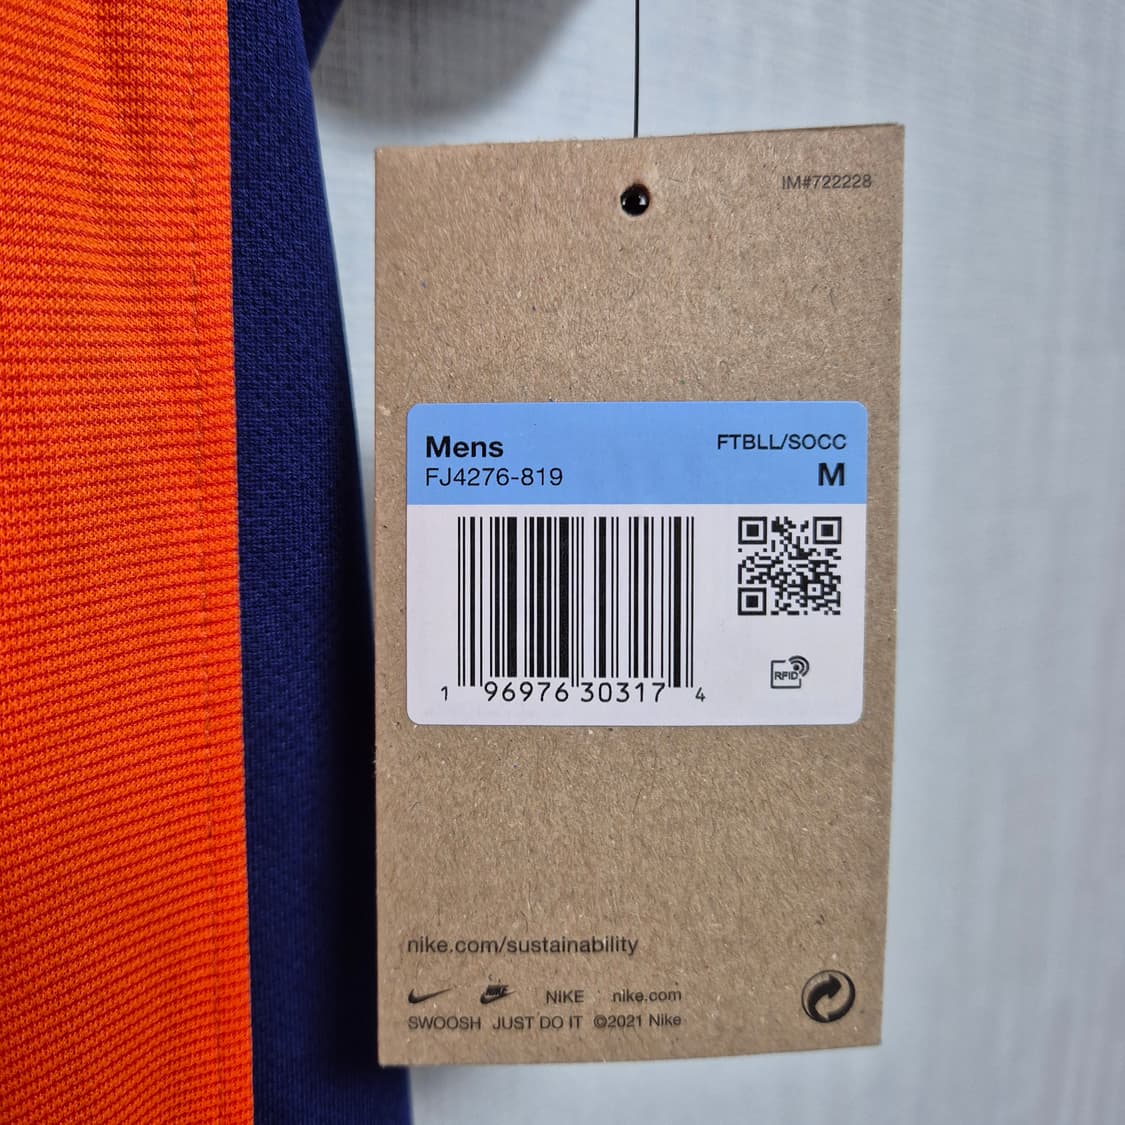 IM#722228
Mens
FTBLL/SOCC
FJ4276-819
M
1 96976 30317 4
RFID
nike.com/sustainability
NIKE NIKE nike.com
SWOOSH JUST DO IT ©2021 Nike